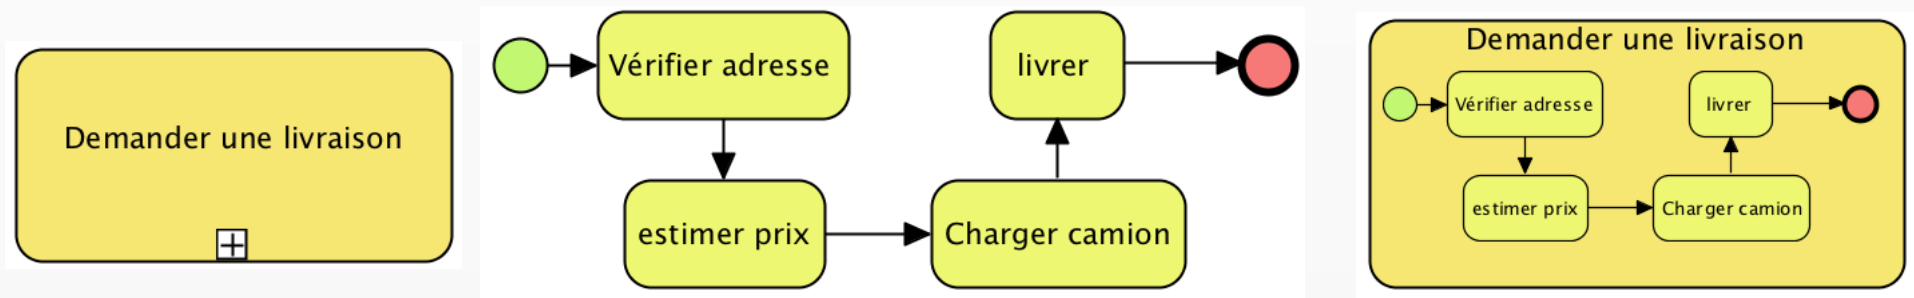 Demander une livraison
Vérifier adresse
livrer
estimer prix
Charger camion
Demander une livraison
Vérifier adresse
livrer
estimer prix
Charger camion